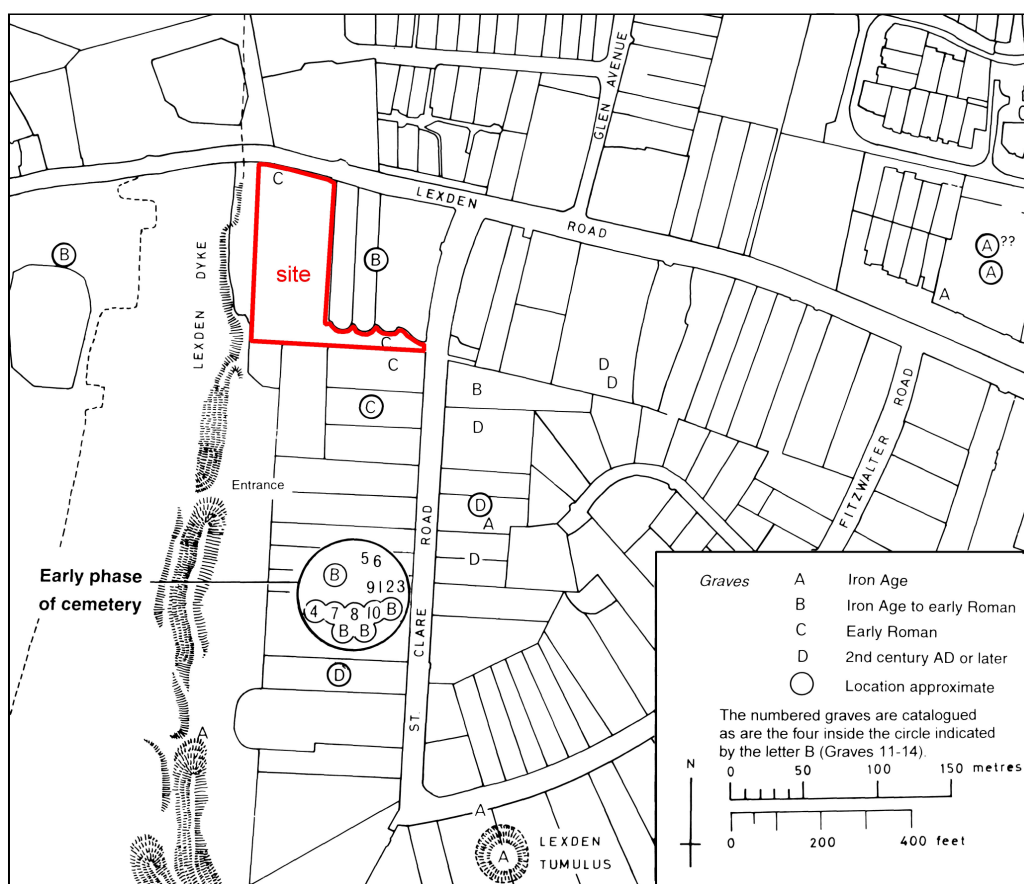 GLEN AVENUE
C
LEXDEN
ROAD
B
LEXDEN DYKE
B
A ??
A
site
A
C
C
D
D
B
C
D
ROAD
FITZWALTER
Entrance
D
A
ROAD
5 6
D
Early phase
of cemetery
B
9 1 2 3
4 7 8 10 B
B B
CLARE
D
ST.
A
A
LEXDEN
TUMULUS
A
Graves
A Iron Age
B Iron Age to early Roman
C Early Roman
D 2nd century AD or later
Location approximate
The numbered graves are catalogued
as are the four inside the circle indicated
by the letter B (Graves 11-14).
N
0 50 100 150 metres
0 200 400 feet